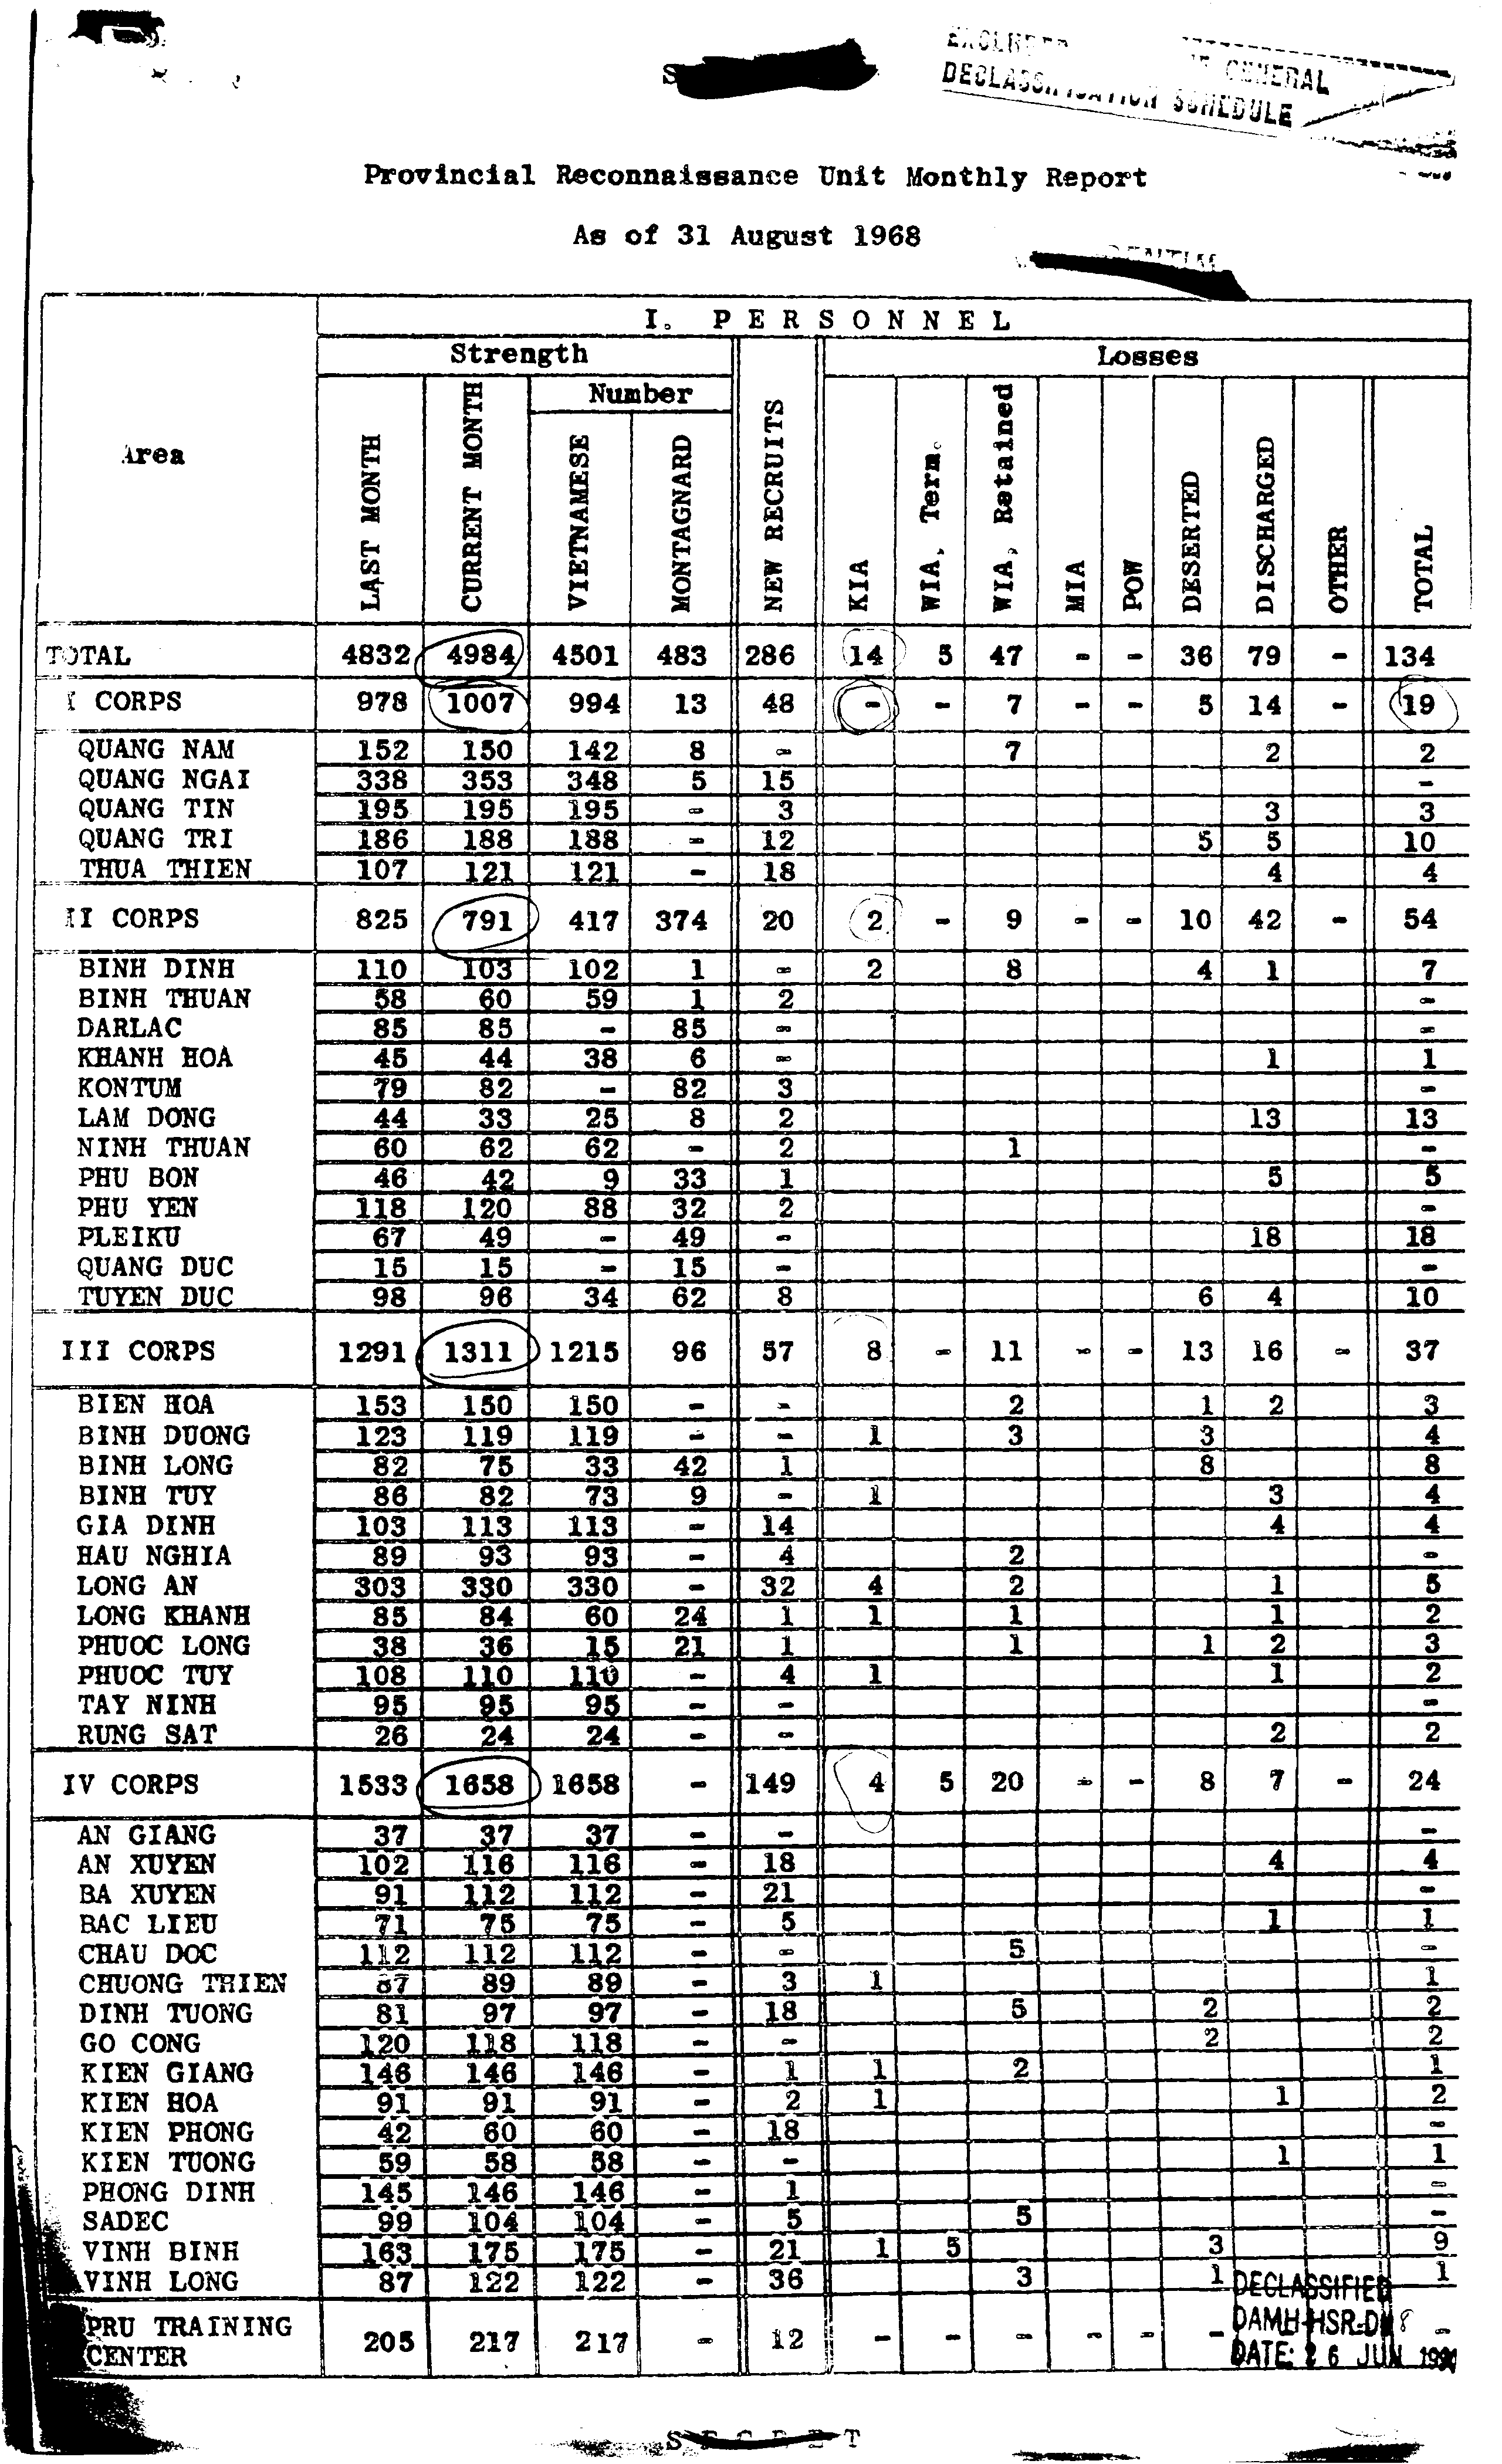 GENERAL
DECLASSIFICATION SCHEDULE
Provincial Reconnaissance Unit Monthly Report
As of 31 August 1968
I. PERSONNEL
Strength Losses
Number
Area LAST MONTH CURRENT MONTH VIETNAMESE MONTAGNARD NEW RECRUITS KIA WIA, Term. WIA, Retained MIA POW DESERTED DISCHARGED OTHER TOTAL
TOTAL 4832 4984 4501 483 286 14 5 47 - - 36 79 - 134
I CORPS 978 1007 994 13 48 - - 7 - - 5 14 - 19
QUANG NAM 152 150 142 8 - 7 2 2
QUANG NGAI 338 353 348 5 15 -
QUANG TIN 195 195 195 - 3 3 3
QUANG TRI 186 188 188 - 12 5 5 10
THUA THIEN 107 121 121 - 18 4 4
II CORPS 825 791 417 374 20 2 - 9 - - 10 42 - 54
BINH DINH 110 103 102 1 - 2 8 4 1 7
BINH THUAN 58 60 59 1 2 -
DARLAC 85 85 - 85 - -
KHANH HOA 45 44 38 6 - 1 1
KONTUM 79 82 - 82 3 -
LAM DONG 44 33 25 8 2 13 13
NINH THUAN 60 62 62 - 2 1 -
PHU BON 46 42 9 33 1 5 5
PHU YEN 118 120 88 32 2 -
PLEIKU 67 49 - 49 - 18 18
QUANG DUC 15 15 - 15 - -
TUYEN DUC 98 96 34 62 8 6 4 10
III CORPS 1291 1311 1215 96 57 8 - 11 - - 13 16 - 37
BIEN HOA 153 150 150 - - 2 1 2 3
BINH DUONG 123 119 119 - - 1 3 3 4
BINH LONG 82 75 33 42 1 8 8
BINH TUY 86 82 73 9 - 1 3 4
GIA DINH 103 113 113 - 14 4 4
HAU NGHIA 89 93 93 - 4 2 -
LONG AN 303 330 330 - 32 4 2 1 5
LONG KHANH 85 84 60 24 1 1 1 1 2
PHUOC LONG 38 36 15 21 1 1 1 2 3
PHUOC TUY 108 110 110 - 4 1 1 2
TAY NINH 95 95 95 - - -
RUNG SAT 26 24 24 - - 2 2
IV CORPS 1533 1658 1658 - 149 4 5 20 - - 8 7 - 24
AN GIANG 37 37 37 - - -
AN XUYEN 102 116 116 - 18 4 4
BA XUYEN 91 112 112 - 21 -
BAC LIEU 71 75 75 - 5 1 1
CHAU DOC 112 112 112 - - 5 -
CHUONG THIEN 87 89 89 - 3 1 1
DINH TUONG 81 97 97 - 18 5 2 2
GO CONG 120 118 118 - - 2 2
KIEN GIANG 146 146 146 - 1 1 2 1
KIEN HOA 91 91 91 - 2 1 1 2
KIEN PHONG 42 60 60 - 18 -
KIEN TUONG 59 58 58 - - 1 1
PHONG DINH 145 146 146 - 1 -
SADEC 99 104 104 - 5 5 -
VINH BINH 163 175 175 - 21 1 5 3 9
VINH LONG 87 122 122 - 36 3 1 1
DECLASSIFIED
PRU TRAINING CENTER 205 217 217 - 12 - - - - - - -
DATE: 26 JUN
SECRET